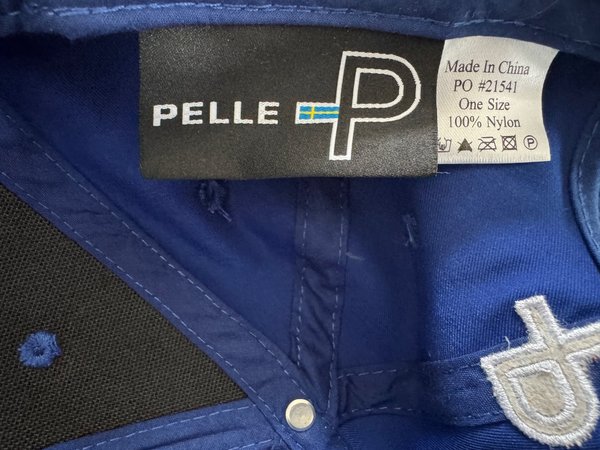 PELLE P
Made In China
PO #21541
One Size
100% Nylon
P
P